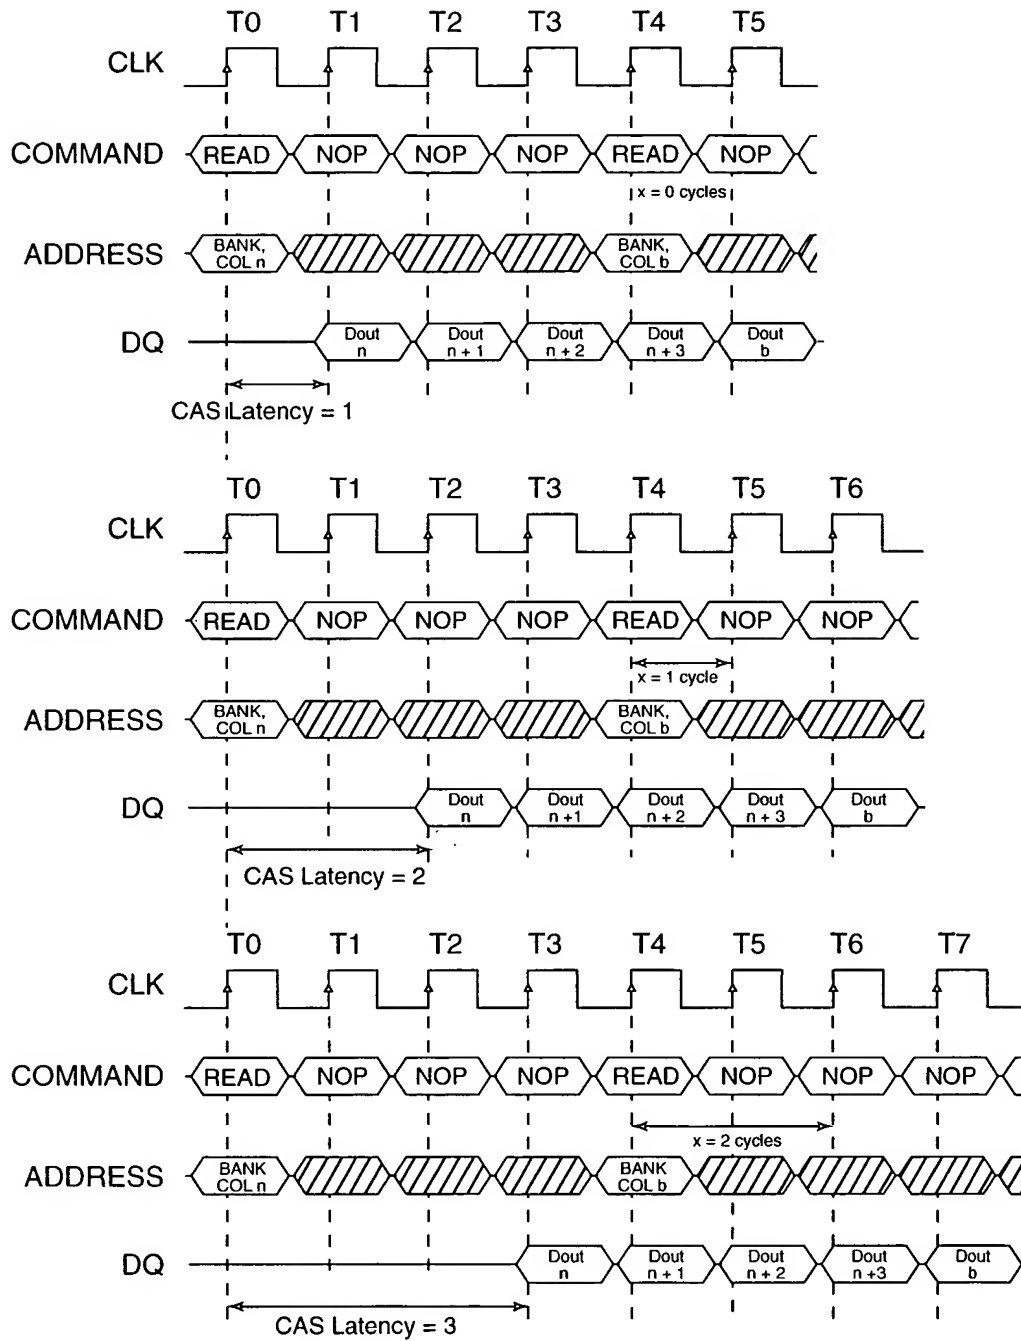 T0 T1 T2 T3 T4 T5
CLK
COMMAND READ NOP NOP NOP READ NOP
x = 0 cycles
ADDRESS BANK, COL n BANK, COL b
DQ Dout n Dout n + 1 Dout n + 2 Dout n + 3 Dout b
CAS Latency = 1
T0 T1 T2 T3 T4 T5 T6
CLK
COMMAND READ NOP NOP NOP READ NOP NOP
x = 1 cycle
ADDRESS BANK, COL n BANK, COL b
DQ Dout n Dout n +1 Dout n + 2 Dout n + 3 Dout b
CAS Latency = 2
T0 T1 T2 T3 T4 T5 T6 T7
CLK
COMMAND READ NOP NOP NOP READ NOP NOP NOP
x = 2 cycles
ADDRESS BANK COL n BANK COL b
DQ Dout n Dout n + 1 Dout n + 2 Dout n +3 Dout b
CAS Latency = 3